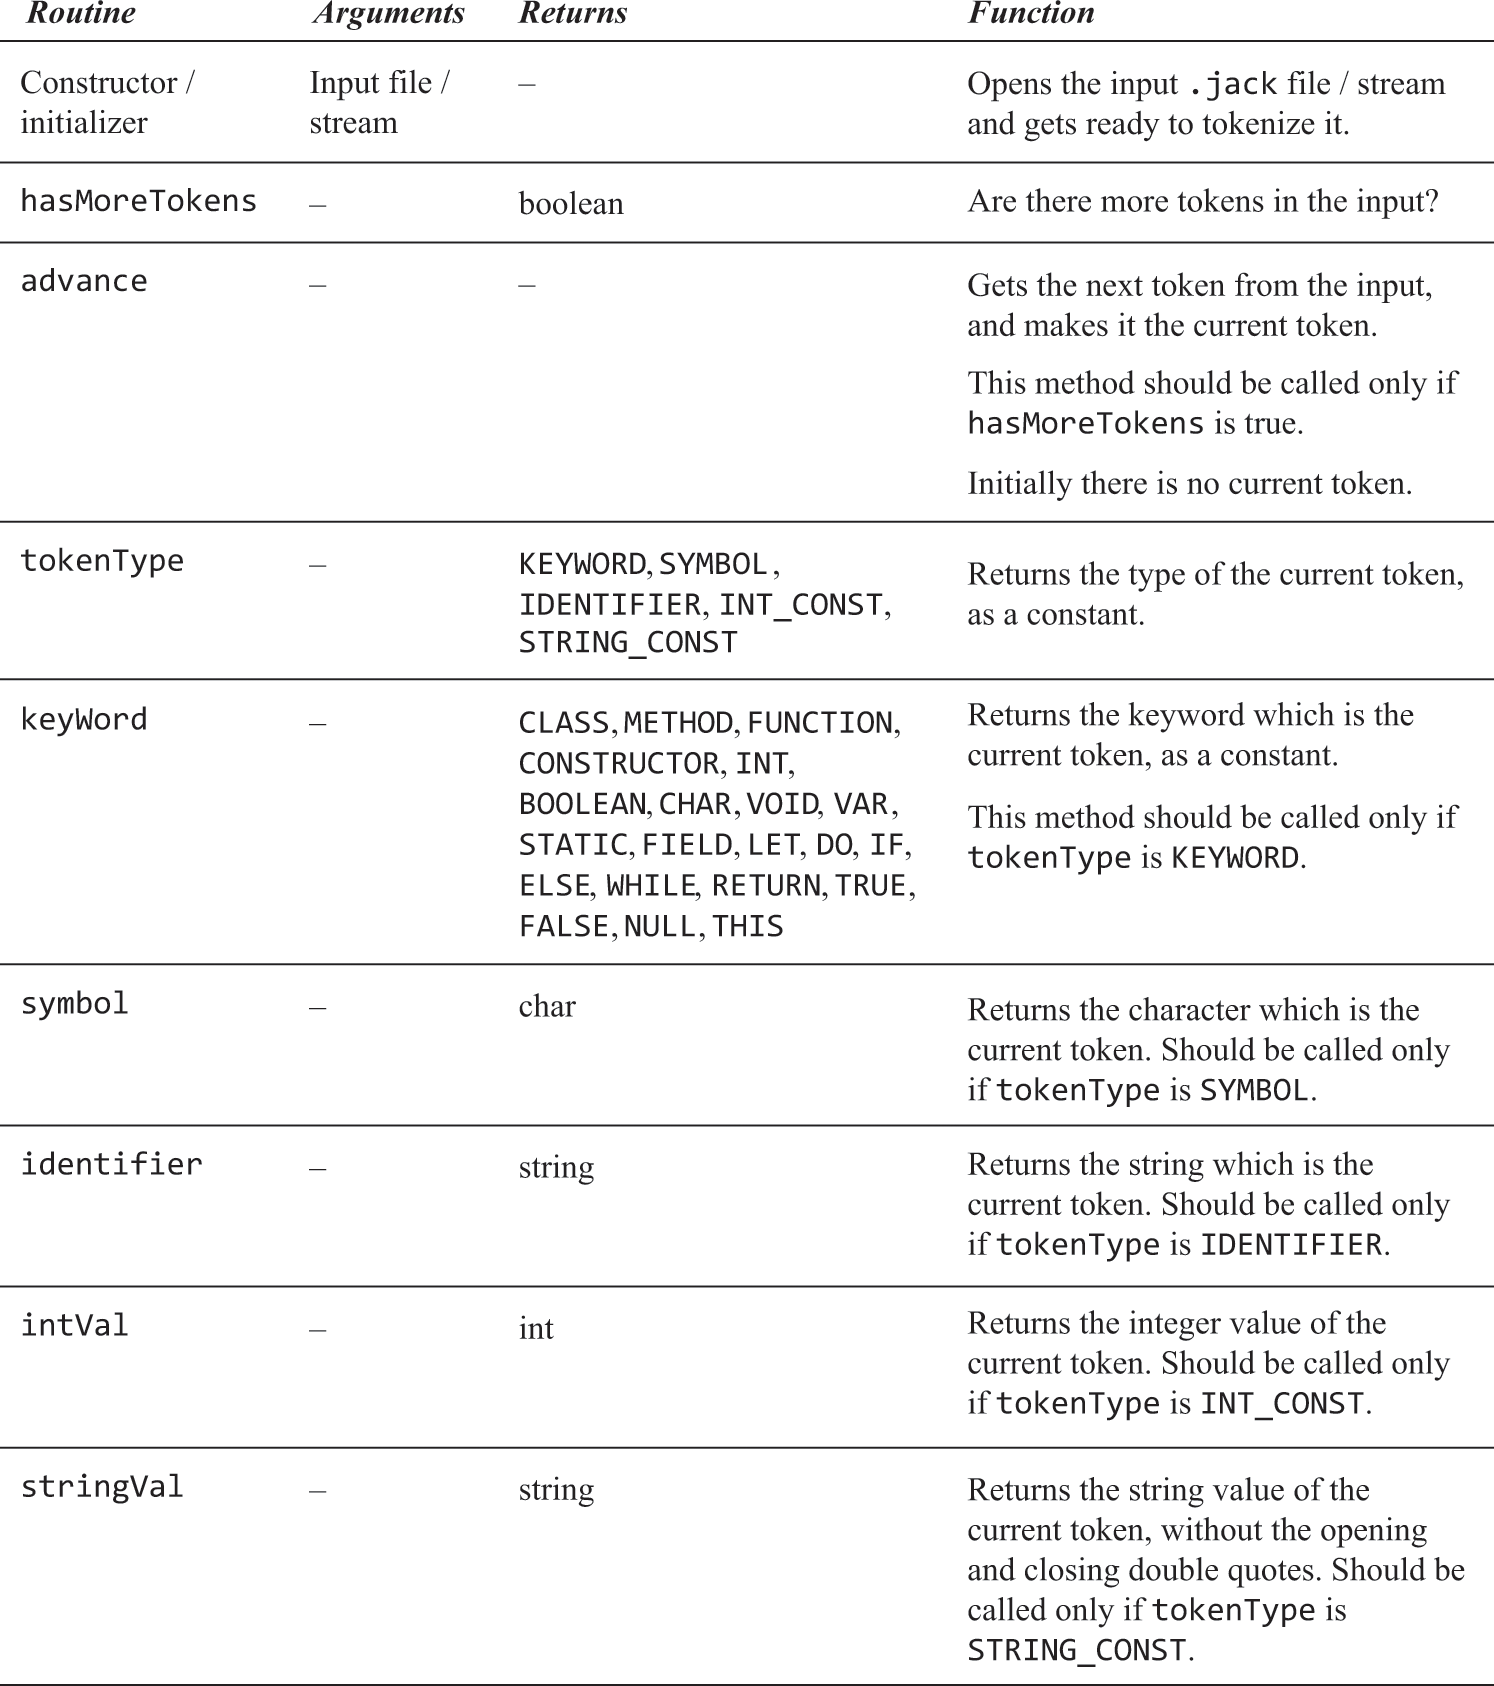 Routine Arguments Returns Function
Constructor / Input file / – Opens the input .jack file / stream
initializer stream and gets ready to tokenize it.
hasMoreTokens – boolean Are there more tokens in the input?
advance – – Gets the next token from the input,
and makes it the current token.
This method should be called only if
hasMoreTokens is true.
Initially there is no current token.
tokenType – KEYWORD, SYMBOL, Returns the type of the current token,
IDENTIFIER, INT_CONST, as a constant.
STRING_CONST
keyWord – CLASS, METHOD, FUNCTION, Returns the keyword which is the
CONSTRUCTOR, INT, current token, as a constant.
BOOLEAN, CHAR, VOID, VAR, This method should be called only if
STATIC, FIELD, LET, DO, IF, tokenType is KEYWORD.
ELSE, WHILE, RETURN, TRUE,
FALSE, NULL, THIS
symbol – char Returns the character which is the
current token. Should be called only
if tokenType is SYMBOL.
identifier – string Returns the string which is the
current token. Should be called only
if tokenType is IDENTIFIER.
intVal – int Returns the integer value of the
current token. Should be called only
if tokenType is INT_CONST.
stringVal – string Returns the string value of the
current token, without the opening
and closing double quotes. Should be
called only if tokenType is
STRING_CONST.